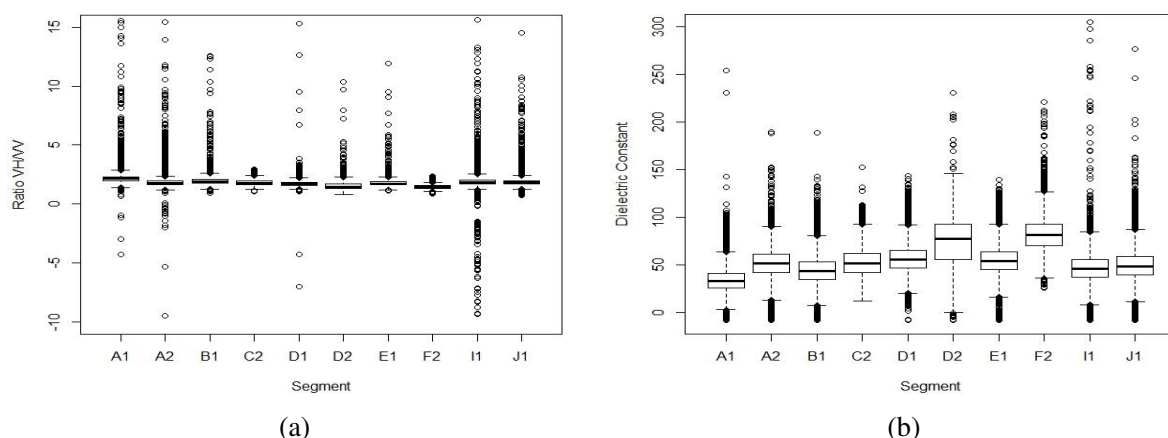 15
10
5
0
-5
-10
Ratio VH/VV
A1 A2 B1 C2 D1 D2 E1 F2 I1 J1
Segment
(a)
300
250
200
150
100
50
0
Dielectric Constant
A1 A2 B1 C2 D1 D2 E1 F2 I1 J1
Segment
(b)